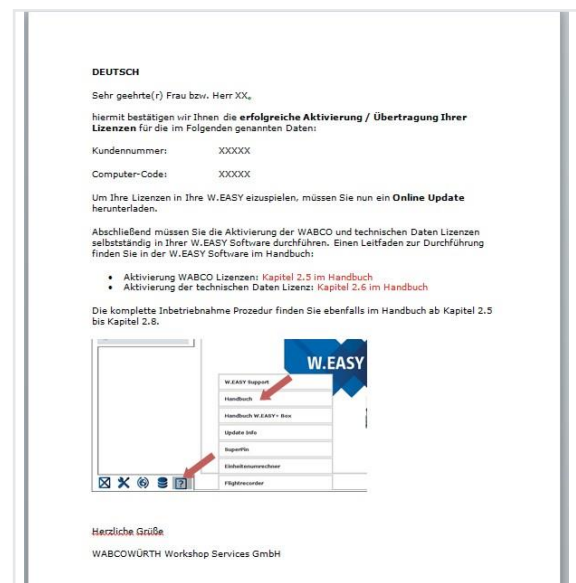 DEUTSCH
Sehr geehrte(r) Frau bzw. Herr XX,
hiermit bestätigen wir Ihnen die erfolgreiche Aktivierung / Übertragung Ihrer
Lizenzen für die im Folgenden genannten Daten:
Kundennummer: XXXXX
Computer-Code: XXXXX
Um Ihre Lizenzen in Ihre W.EASY eizuspielen, müssen Sie nun ein Online Update
herunterladen.
Abschließend müssen Sie die Aktivierung der WABCO und technischen Daten Lizenzen
selbstständig in Ihrer W.EASY Software durchführen. Einen Leitfaden zur Durchführung
finden Sie in der W.EASY Software im Handbuch:
• Aktivierung WABCO Lizenzen: Kapitel 2.5 im Handbuch
• Aktivierung der technischen Daten Lizenz: Kapitel 2.6 im Handbuch
Die komplette Inbetriebnahme Prozedur finden Sie ebenfalls im Handbuch ab Kapitel 2.5
bis Kapitel 2.8.
W.EASY
W.EASY Support
Handbuch
Handbuch W.EASY+ Box
Update Info
SuperPin
Einheitenumrechner
Flightrecorder
?
Herzliche Grüße
WABCOWÜRTH Workshop Services GmbH